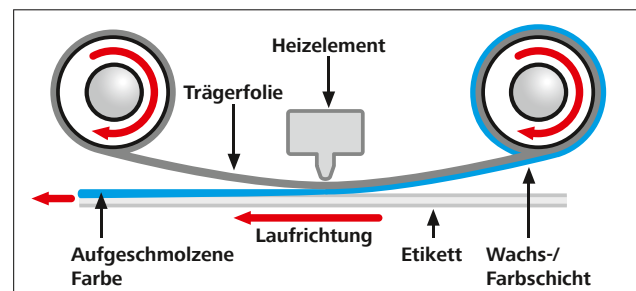 Heizelement
Trägerfolie
Laufrichtung
Aufgeschmolzene
Farbe
Etikett
Wachs-/
Farbschicht